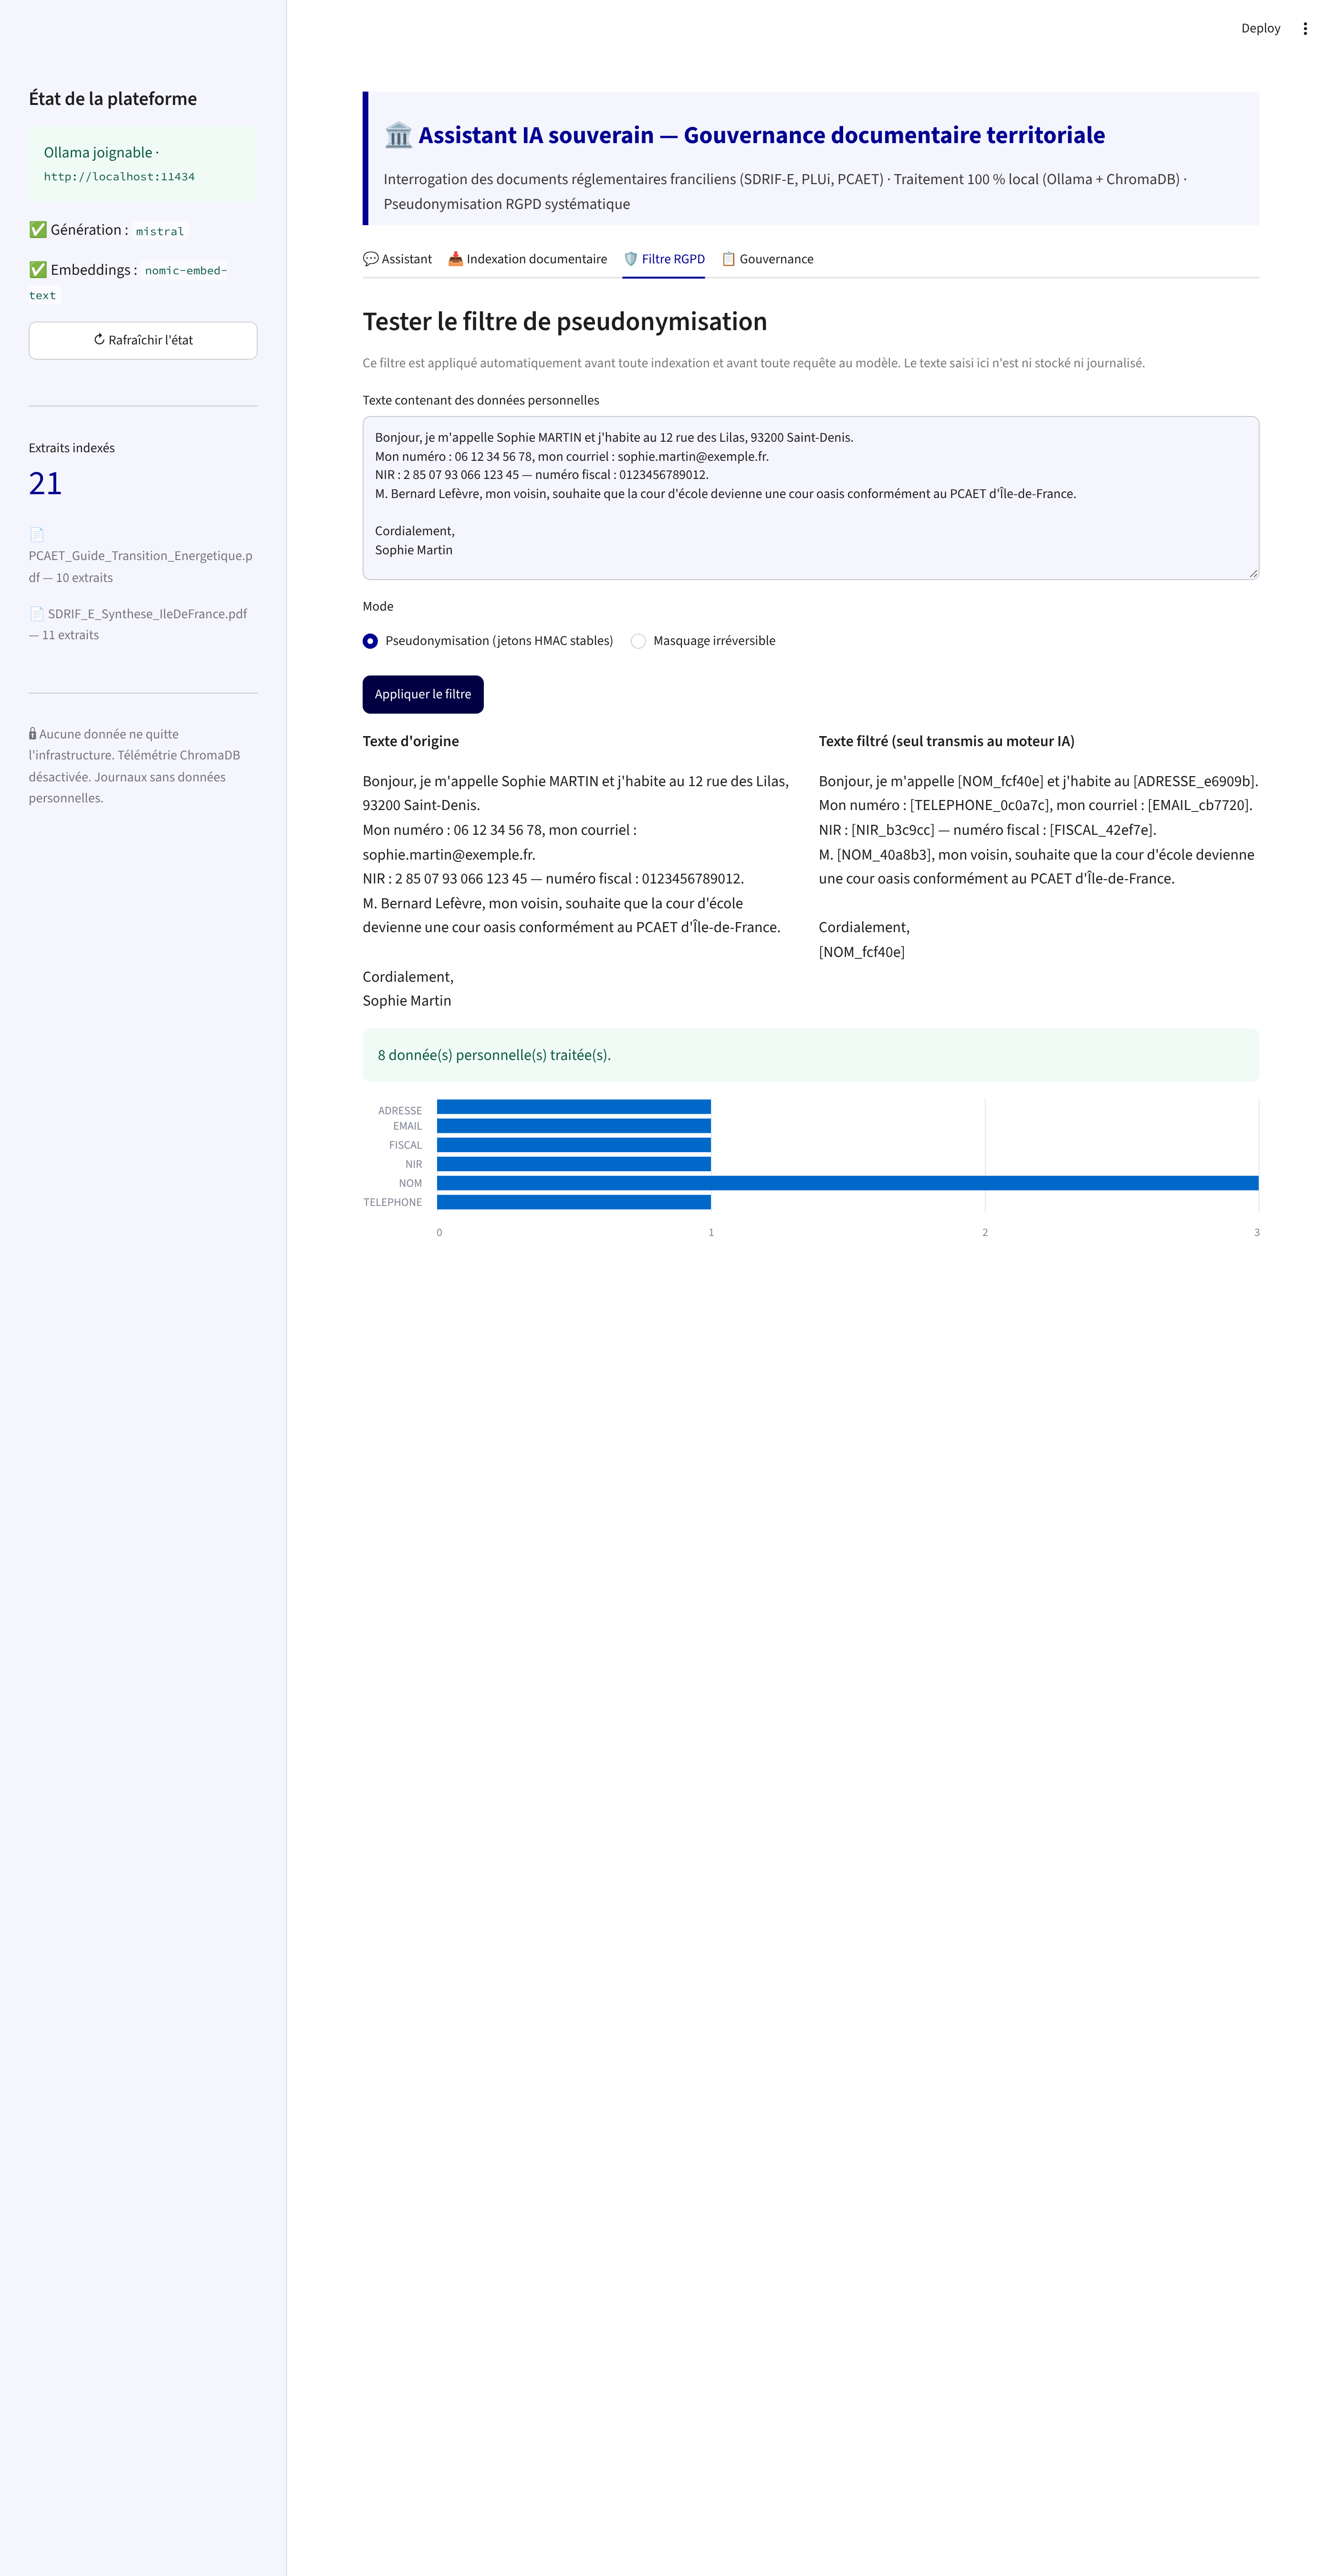 Deploy
État de la plateforme
Ollama joignable ·
http://localhost:11434
✅ Génération : mistral
✅ Embeddings : nomic-embed-
text
↻ Rafraîchir l'état
Extraits indexés
21
📄
PCAET_Guide_Transition_Energetique.p
df — 10 extraits
📄 SDRIF_E_Synthese_IleDeFrance.pdf
— 11 extraits
🔒 Aucune donnée ne quitte
l'infrastructure. Télémétrie ChromaDB
désactivée. Journaux sans données
personnelles.
🏛️ Assistant IA souverain — Gouvernance documentaire territoriale
Interrogation des documents réglementaires franciliens (SDRIF-E, PLUi, PCAET) · Traitement 100 % local (Ollama + ChromaDB) ·
Pseudonymisation RGPD systématique
💬 Assistant 📥 Indexation documentaire 🛡️ Filtre RGPD 📋 Gouvernance
Tester le filtre de pseudonymisation
Ce filtre est appliqué automatiquement avant toute indexation et avant toute requête au modèle. Le texte saisi ici n'est ni stocké ni journalisé.
Texte contenant des données personnelles
Bonjour, je m'appelle Sophie MARTIN et j'habite au 12 rue des Lilas, 93200 Saint-Denis.
Mon numéro : 06 12 34 56 78, mon courriel : sophie.martin@exemple.fr.
NIR : 2 85 07 93 066 123 45 — numéro fiscal : 0123456789012.
M. Bernard Lefèvre, mon voisin, souhaite que la cour d'école devienne une cour oasis conformément au PCAET d'Île-de-France.
Cordialement,
Sophie Martin
Mode
Pseudonymisation (jetons HMAC stables) Masquage irréversible
Appliquer le filtre
Texte d'origine
Bonjour, je m'appelle Sophie MARTIN et j'habite au 12 rue des Lilas,
93200 Saint-Denis.
Mon numéro : 06 12 34 56 78, mon courriel :
sophie.martin@exemple.fr.
NIR : 2 85 07 93 066 123 45 — numéro fiscal : 0123456789012.
M. Bernard Lefèvre, mon voisin, souhaite que la cour d'école
devienne une cour oasis conformément au PCAET d'Île-de-France.
Cordialement,
Sophie Martin
Texte filtré (seul transmis au moteur IA)
Bonjour, je m'appelle [NOM_fcf40e] et j'habite au [ADRESSE_e6909b].
Mon numéro : [TELEPHONE_0c0a7c], mon courriel : [EMAIL_cb7720].
NIR : [NIR_b3c9cc] — numéro fiscal : [FISCAL_42ef7e].
M. [NOM_40a8b3], mon voisin, souhaite que la cour d'école devienne
une cour oasis conformément au PCAET d'Île-de-France.
Cordialement,
[NOM_fcf40e]
8 donnée(s) personnelle(s) traitée(s).
ADRESSE
EMAIL
FISCAL
NIR
NOM
TELEPHONE
0 1 2 3